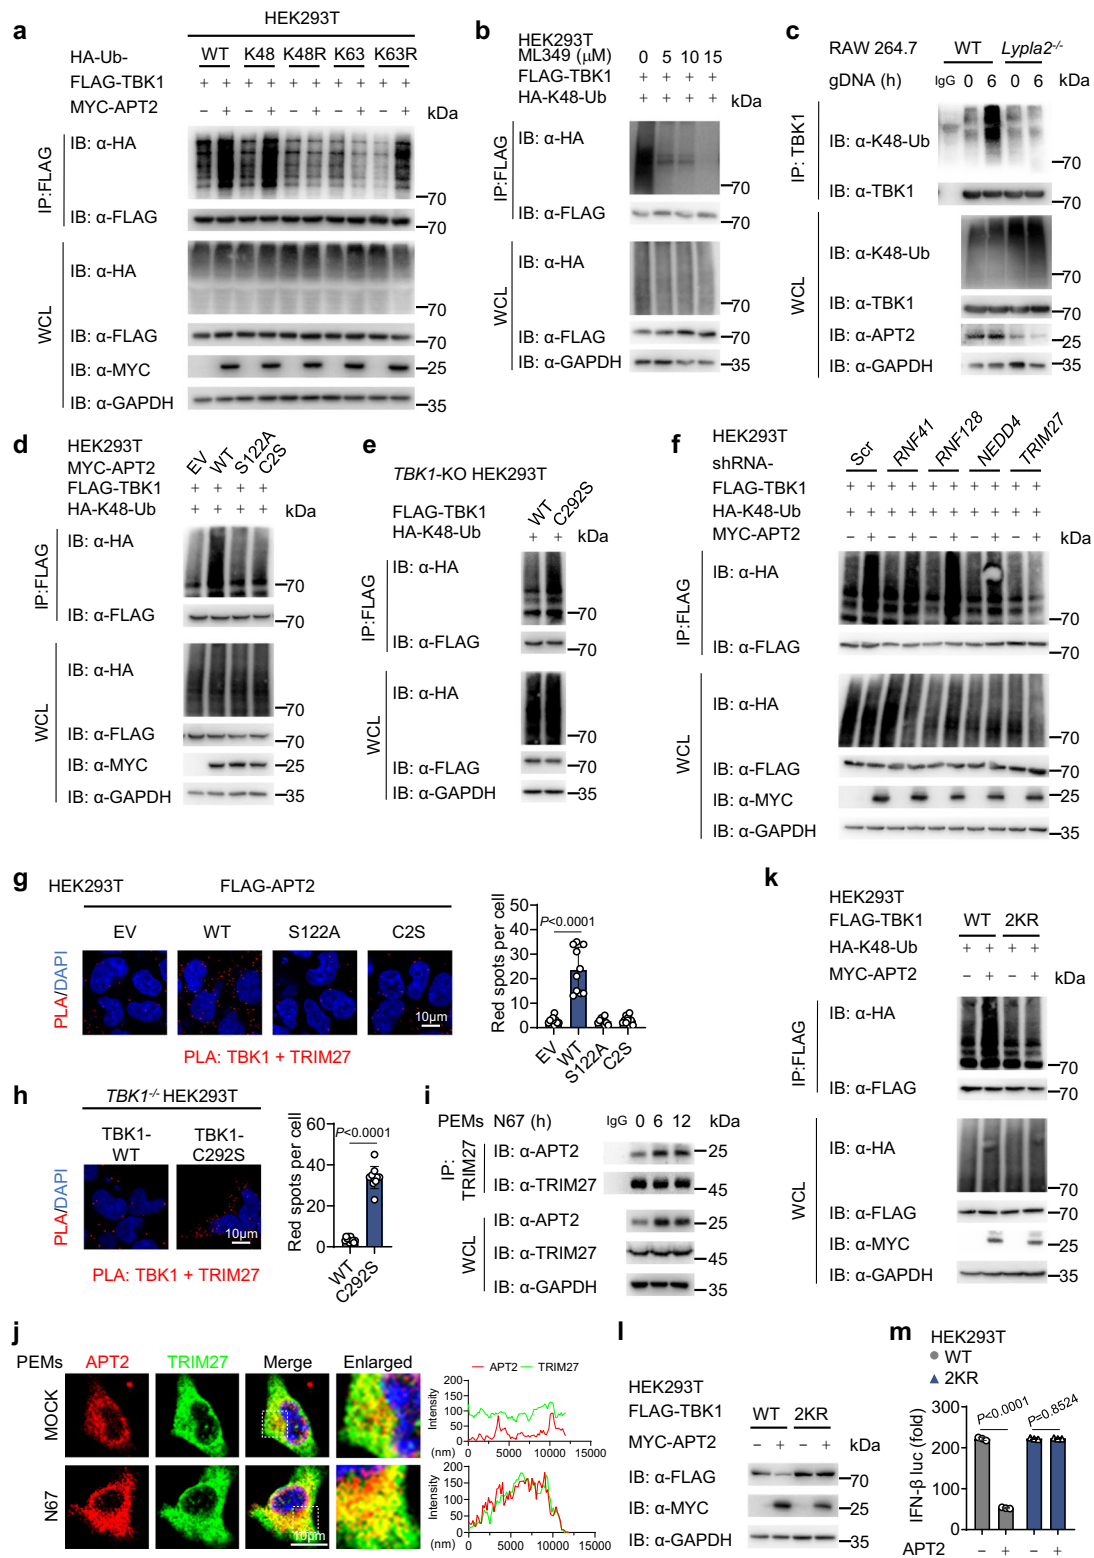 a
HEK293T
HA-Ub- WT K48 K48R K63 K63R
FLAG-TBK1 + + + + + + + + + +
MYC-APT2 – + – + – + – + – +
kDa
IP:FLAG
IB: α-HA
70
IB: α-FLAG
70
WCL
IB: α-HA
70
IB: α-FLAG
70
IB: α-MYC
25
IB: α-GAPDH
35
b
HEK293T
ML349 (μM) 0 5 10 15
FLAG-TBK1 + + + +
HA-K48-Ub + + + +
kDa
IP:FLAG
IB: α-HA
70
IB: α-FLAG
70
WCL
IB: α-HA
70
IB: α-FLAG
70
IB: α-GAPDH
35
c
RAW 264.7 WT Lypla2-/-
gDNA (h) IgG 0 6 0 6 kDa
IP: TBK1
IB: α-K48-Ub
70
IB: α-TBK1
70
WCL
IB: α-K48-Ub
70
IB: α-TBK1
70
IB: α-APT2
25
IB: α-GAPDH
35
d
HEK293T
MYC-APT2 EV WT S122A C2S
FLAG-TBK1 + + + +
HA-K48-Ub + + + +
kDa
IP:FLAG
IB: α-HA
70
IB: α-FLAG
70
WCL
IB: α-HA
70
IB: α-FLAG
70
IB: α-MYC
25
IB: α-GAPDH
35
e
TBK1-KO HEK293T
FLAG-TBK1 WT C292S
HA-K48-Ub + + kDa
IP:FLAG
IB: α-HA
70
IB: α-FLAG
70
WCL
IB: α-HA
IB: α-FLAG
70
IB: α-GAPDH
35
f
HEK293T
shRNA- Scr RNF41 RNF128 NEDD4 TRIM27
FLAG-TBK1 + + + + + + + + + +
HA-K48-Ub + + + + + + + + + +
MYC-APT2 – + – + – + – + – + kDa
IP:FLAG
IB: α-HA
70
IB: α-FLAG
70
WCL
IB: α-HA
70
IB: α-FLAG
70
IB: α-MYC
25
IB: α-GAPDH
35
g
HEK293T FLAG-APT2
EV WT S122A C2S
PLA/DAPI
10μm
PLA: TBK1 + TRIM27
Red spots per cell
50
40
30
20
10
0
P<0.0001
EV WT S122A C2S
h
TBK1-/- HEK293T
TBK1-WT TBK1-C292S
PLA/DAPI
10μm
PLA: TBK1 + TRIM27
Red spots per cell
60
40
20
0
P<0.0001
WT C292S
i
PEMs N67 (h) IgG 0 6 12 kDa
IP: TRIM27
IB: α-APT2
25
IB: α-TRIM27
45
WCL
IB: α-APT2
25
IB: α-TRIM27
45
IB: α-GAPDH
35
k
HEK293T
FLAG-TBK1 WT 2KR
HA-K48-Ub + + + +
MYC-APT2 – + – + kDa
IP:FLAG
IB: α-HA
70
IB: α-FLAG
70
WCL
IB: α-HA
70
IB: α-FLAG
70
IB: α-MYC
25
IB: α-GAPDH
35
j
PEMs APT2 TRIM27 Merge Enlarged
MOCK
N67
10μm
APT2 TRIM27
Intensity
200
150
100
50
0
(nm) 0 5000 10000 15000
Intensity
200
150
100
50
0
(nm) 0 5000 10000 15000
l
HEK293T
FLAG-TBK1 WT 2KR
MYC-APT2 – + – + kDa
IB: α-FLAG
70
IB: α-MYC
25
IB: α-GAPDH
35
m
HEK293T
WT
2KR
IFN-β luc (fold)
300
200
100
0
P<0.0001
P=0.8524
APT2 – + – +